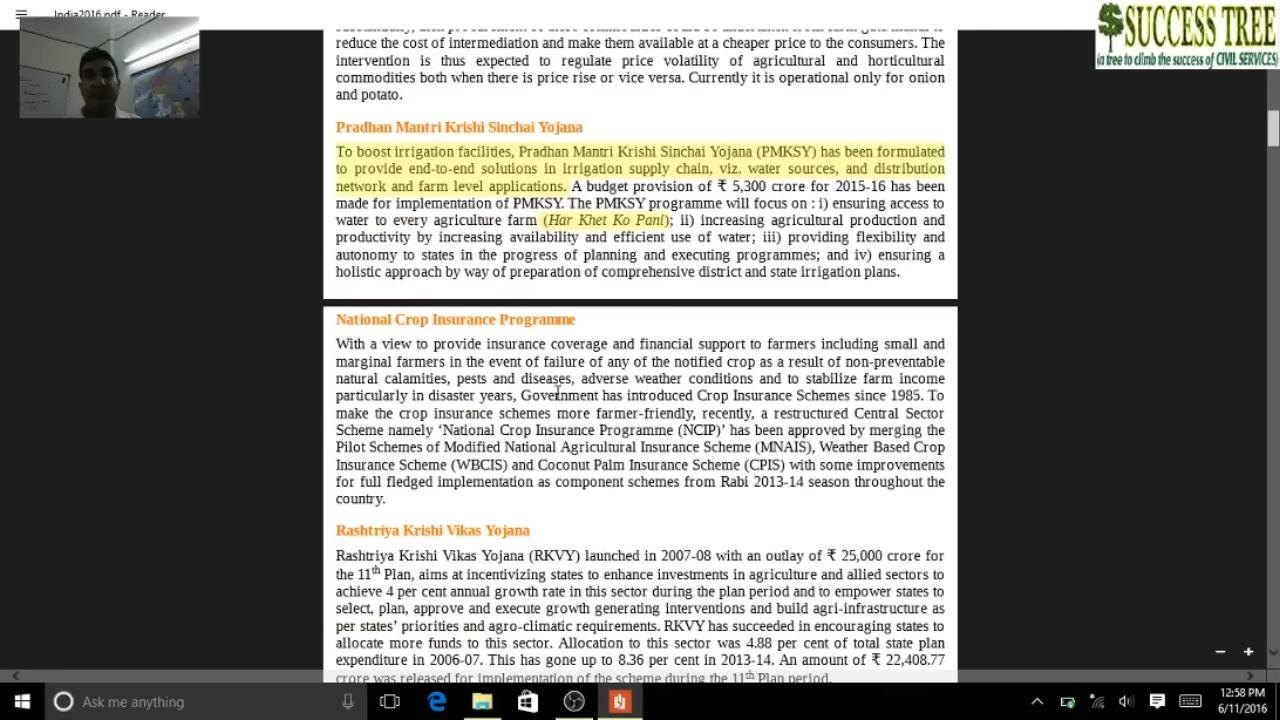 India2016.pdf - Reader
SUCCESS TREE
(a tree to climb the success of CIVIL SERVICES)
reduce the cost of intermediation and make them available at a cheaper price to the consumers. The
intervention is thus expected to regulate price volatility of agricultural and horticultural
commodities both when there is price rise or vice versa. Currently it is operational only for onion
and potato.
Pradhan Mantri Krishi Sinchai Yojana
To boost irrigation facilities, Pradhan Mantri Krishi Sinchai Yojana (PMKSY) has been formulated
to provide end-to-end solutions in irrigation supply chain, viz. water sources, and distribution
network and farm level applications. A budget provision of ₹ 5,300 crore for 2015-16 has been
made for implementation of PMKSY. The PMKSY programme will focus on : i) ensuring access to
water to every agriculture farm (Har Khet Ko Pani); ii) increasing agricultural production and
productivity by increasing availability and efficient use of water; iii) providing flexibility and
autonomy to states in the progress of planning and executing programmes; and iv) ensuring a
holistic approach by way of preparation of comprehensive district and state irrigation plans.
National Crop Insurance Programme
With a view to provide insurance coverage and financial support to farmers including small and
marginal farmers in the event of failure of any of the notified crop as a result of non-preventable
natural calamities, pests and diseases, adverse weather conditions and to stabilize farm income
particularly in disaster years, Government has introduced Crop Insurance Schemes since 1985. To
make the crop insurance schemes more farmer-friendly, recently, a restructured Central Sector
Scheme namely ‘National Crop Insurance Programme (NCIP)’ has been approved by merging the
Pilot Schemes of Modified National Agricultural Insurance Scheme (MNAIS), Weather Based Crop
Insurance Scheme (WBCIS) and Coconut Palm Insurance Scheme (CPIS) with some improvements
for full fledged implementation as component schemes from Rabi 2013-14 season throughout the
country.
Rashtriya Krishi Vikas Yojana
Rashtriya Krishi Vikas Yojana (RKVY) launched in 2007-08 with an outlay of ₹ 25,000 crore for
the 11th Plan, aims at incentivizing states to enhance investments in agriculture and allied sectors to
achieve 4 per cent annual growth rate in this sector during the plan period and to empower states to
select, plan, approve and execute growth generating interventions and build agri-infrastructure as
per states’ priorities and agro-climatic requirements. RKVY has succeeded in encouraging states to
allocate more funds to this sector. Allocation to this sector was 4.88 per cent of total state plan
expenditure in 2006-07. This has gone up to 8.36 per cent in 2013-14. An amount of ₹ 22,408.77
crore was released for implementation of the scheme during the 11th Plan period.
Ask me anything
12:58 PM
6/11/2016